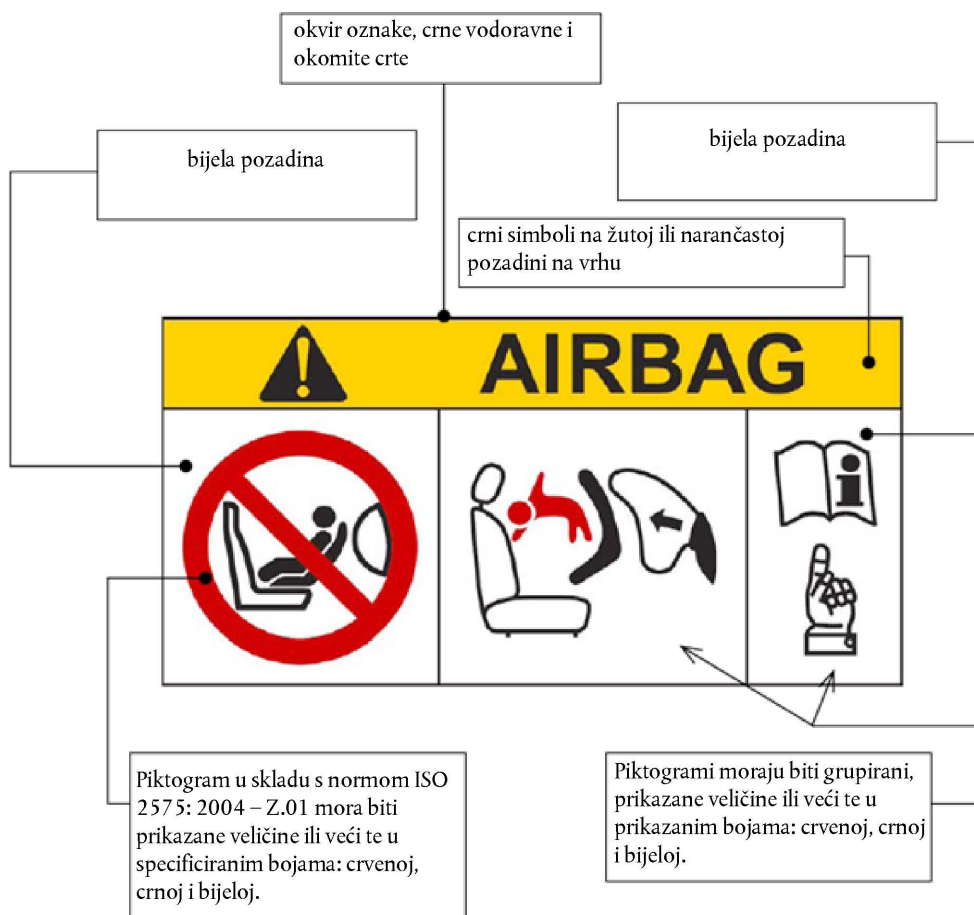 okvir oznake, crne vodoravne i
okomite crte
bijela pozadina
bijela pozadina
crni simboli na žutoj ili narančastoj
pozadini na vrhu
AIRBAG
Piktogram u skladu s normom ISO
2575: 2004 – Z.01 mora biti
prikazane veličine ili veći te u
specificiranim bojama: crvenoj,
crnoj i bijeloj.
Piktogrami moraju biti grupirani,
prikazane veličine ili veći te u
prikazanim bojama: crvenoj, crnoj
i bijeloj.